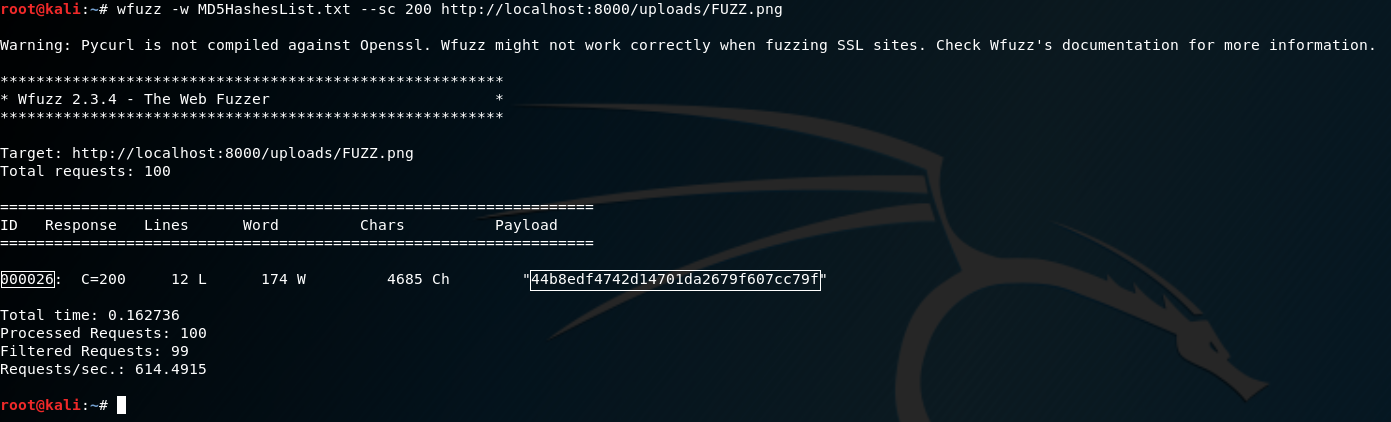 root@kali:~# wfuzz -w MD5HashesList.txt --sc 200 http://localhost:8000/uploads/FUZZ.png
Warning: Pycurl is not compiled against Openssl. Wfuzz might not work correctly when fuzzing SSL sites. Check Wfuzz's documentation for more information.
********************************************************
* Wfuzz 2.3.4 - The Web Fuzzer                         *
********************************************************
Target: http://localhost:8000/uploads/FUZZ.png
Total requests: 100
==================================================================
ID   Response   Lines      Word         Chars          Payload
==================================================================
000026:  C=200     12 L      174 W         4685 Ch        "44b8edf4742d14701da2679f607cc79f"
Total time: 0.162736
Processed Requests: 100
Filtered Requests: 99
Requests/sec.: 614.4915
root@kali:~#